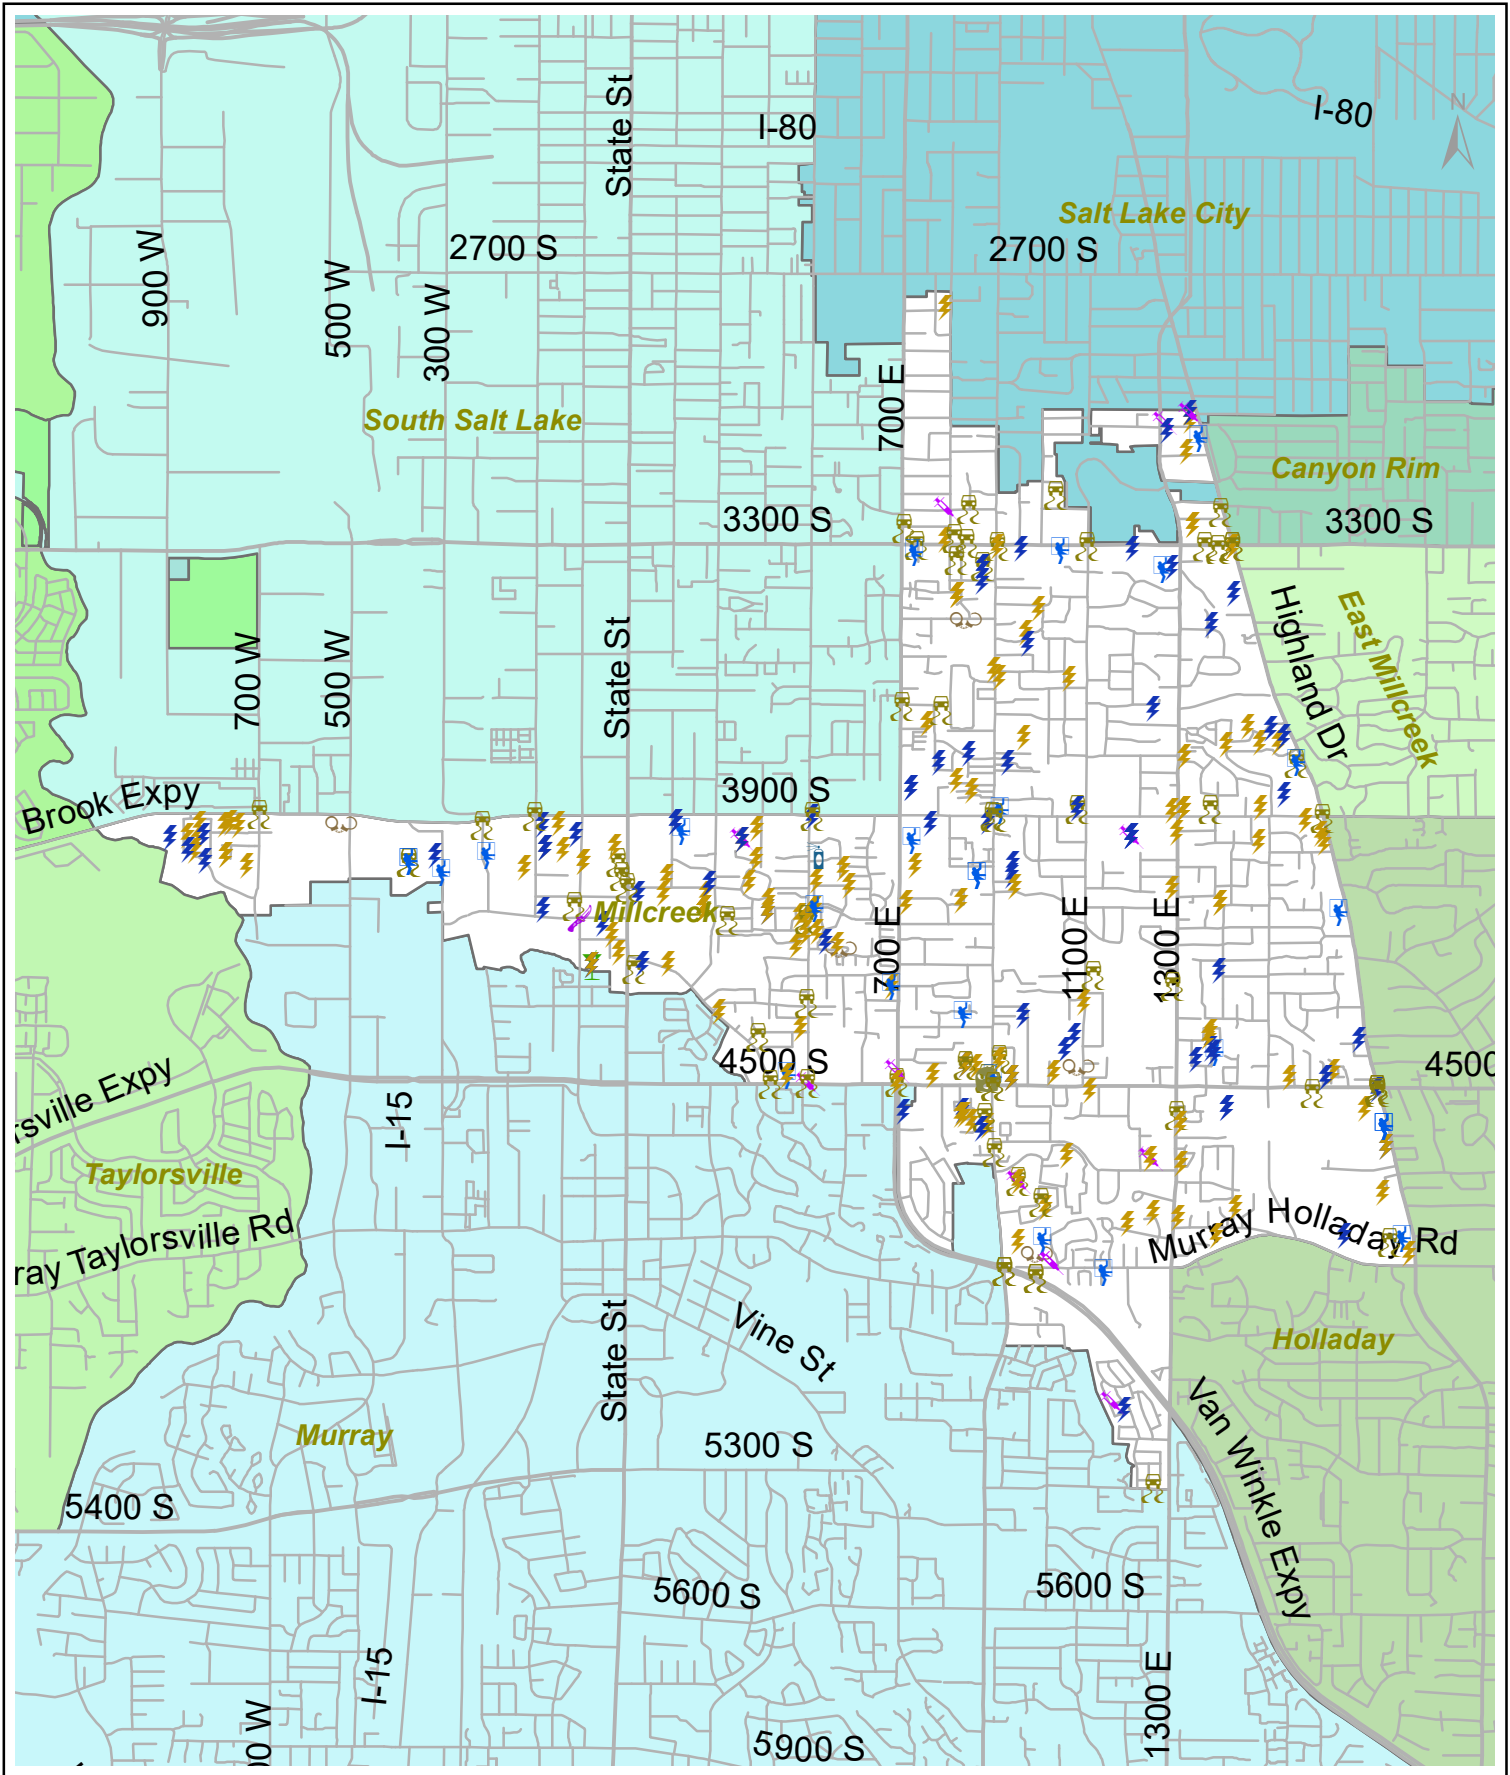 State St
I-80
I-80
N
Salt Lake City
2700 S
2700 S
900 W
500 W
300 W
700 E
South Salt Lake
Canyon Rim
3300 S
3300 S
Highland Dr
East Millcreek
700 W
500 W
State St
3900 S
Brook Expy
Millcreek
700 E
1100 E
1300 E
4500 S
4500
rsville Expy
I-15
Taylorsville
ray Taylorsville Rd
Murray Holladay Rd
State St
Vine St
Holladay
Murray
5300 S
Van Winkle Expy
5400 S
5600 S
5600 S
I-15
1300 E
00 W
5900 S